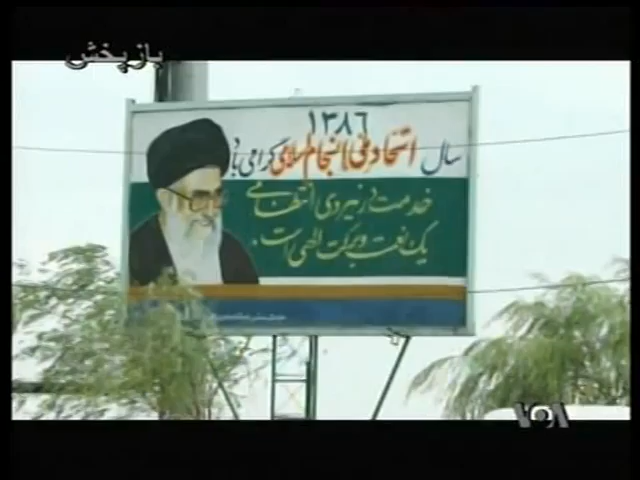 بازپخش
۱۳۸۶
سال اتحاد ملی انسجام اسلامی گرامی باد
خدمت در نیروی انتظامی
یک نعمت و برکت الهی است.
VOA